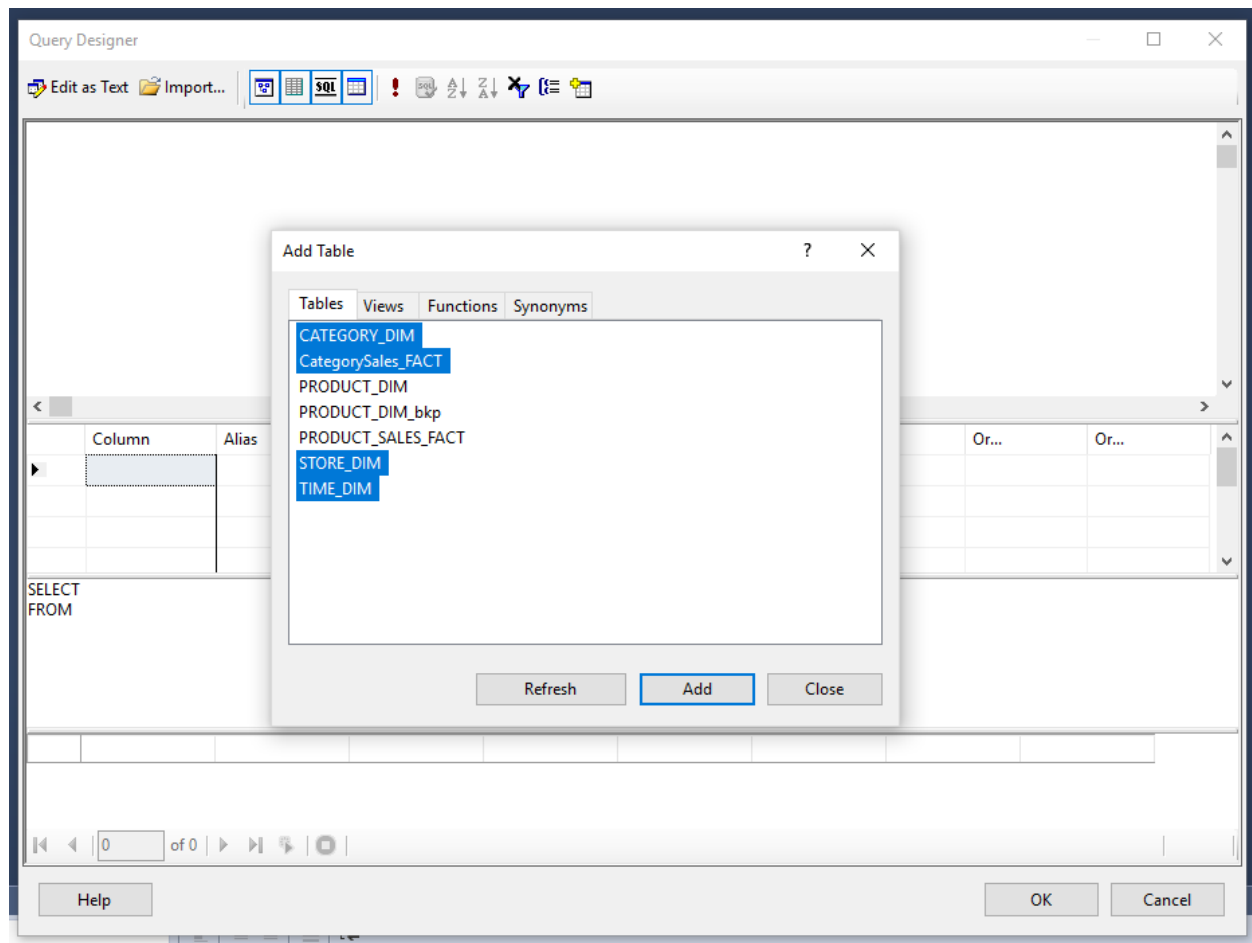 Query Designer
Edit as Text Import... SQL
Add Table ?
Tables Views Functions Synonyms
CATEGORY_DIM
CategorySales_FACT
PRODUCT_DIM
PRODUCT_DIM_bkp
PRODUCT_SALES_FACT
STORE_DIM
TIME_DIM
Column Alias Or... Or...
SELECT
FROM
Refresh Add Close
0 of 0
Help OK Cancel